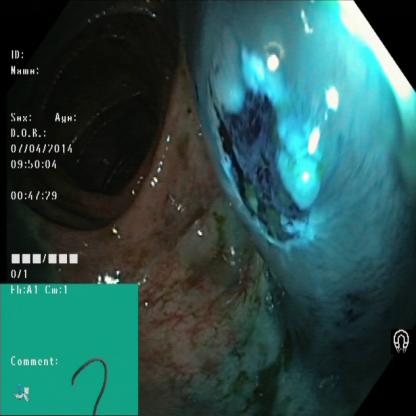 ID:
Name:
Sex: Age:
D.O.B.:
07/04/2014
09:50:04
00:47:29
■■■/■■■
0/1
Eh:A1 Cm:1
Comment: